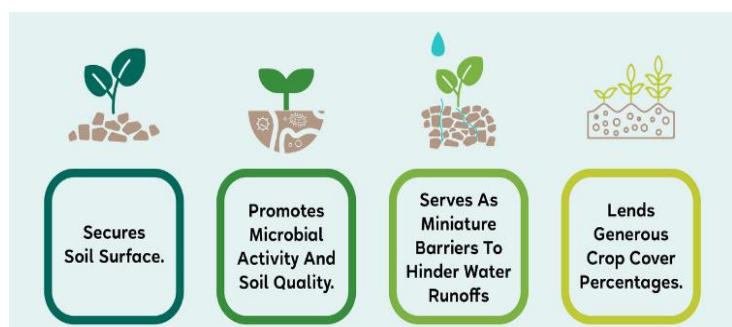 Secures
Soil Surface.
Promotes
Microbial
Activity And
Soil Quality.
Serves As
Miniature
Barriers To
Hinder Water
Runoffs
Lends
Generous
Crop Cover
Percentages.